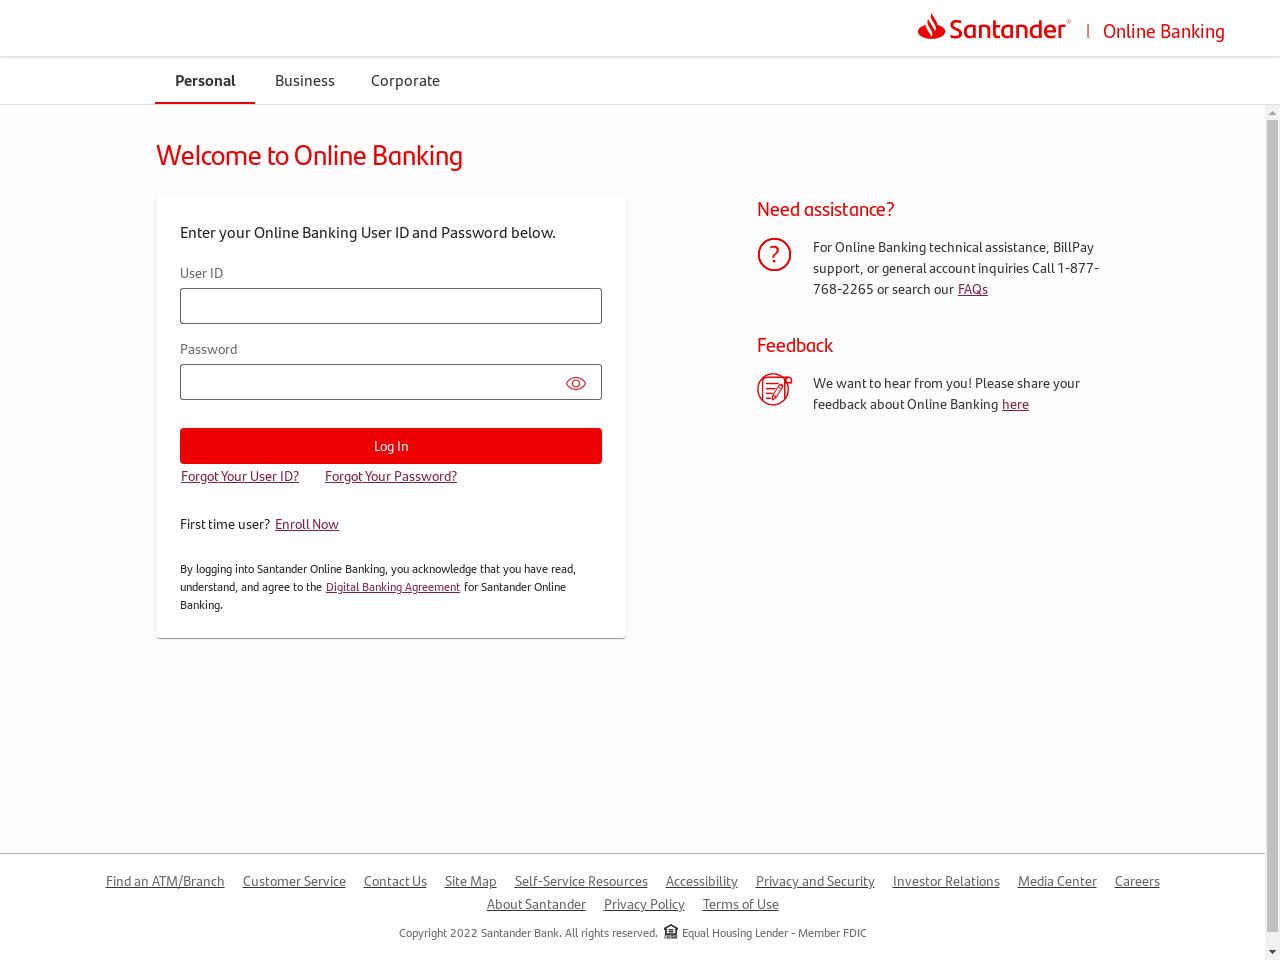 Santander® | Online Banking
Personal Business Corporate
Welcome to Online Banking
Enter your Online Banking User ID and Password below.
User ID
Password
Log In
Forgot Your User ID? Forgot Your Password?
First time user? Enroll Now
By logging into Santander Online Banking, you acknowledge that you have read,
understand, and agree to the Digital Banking Agreement for Santander Online
Banking.
Need assistance?
For Online Banking technical assistance, BillPay
support, or general account inquiries Call 1-877-
768-2265 or search our FAQs
Feedback
We want to hear from you! Please share your
feedback about Online Banking here
Find an ATM/Branch Customer Service Contact Us Site Map Self-Service Resources Accessibility Privacy and Security Investor Relations Media Center Careers
About Santander Privacy Policy Terms of Use
Copyright 2022 Santander Bank. All rights reserved. Equal Housing Lender - Member FDIC